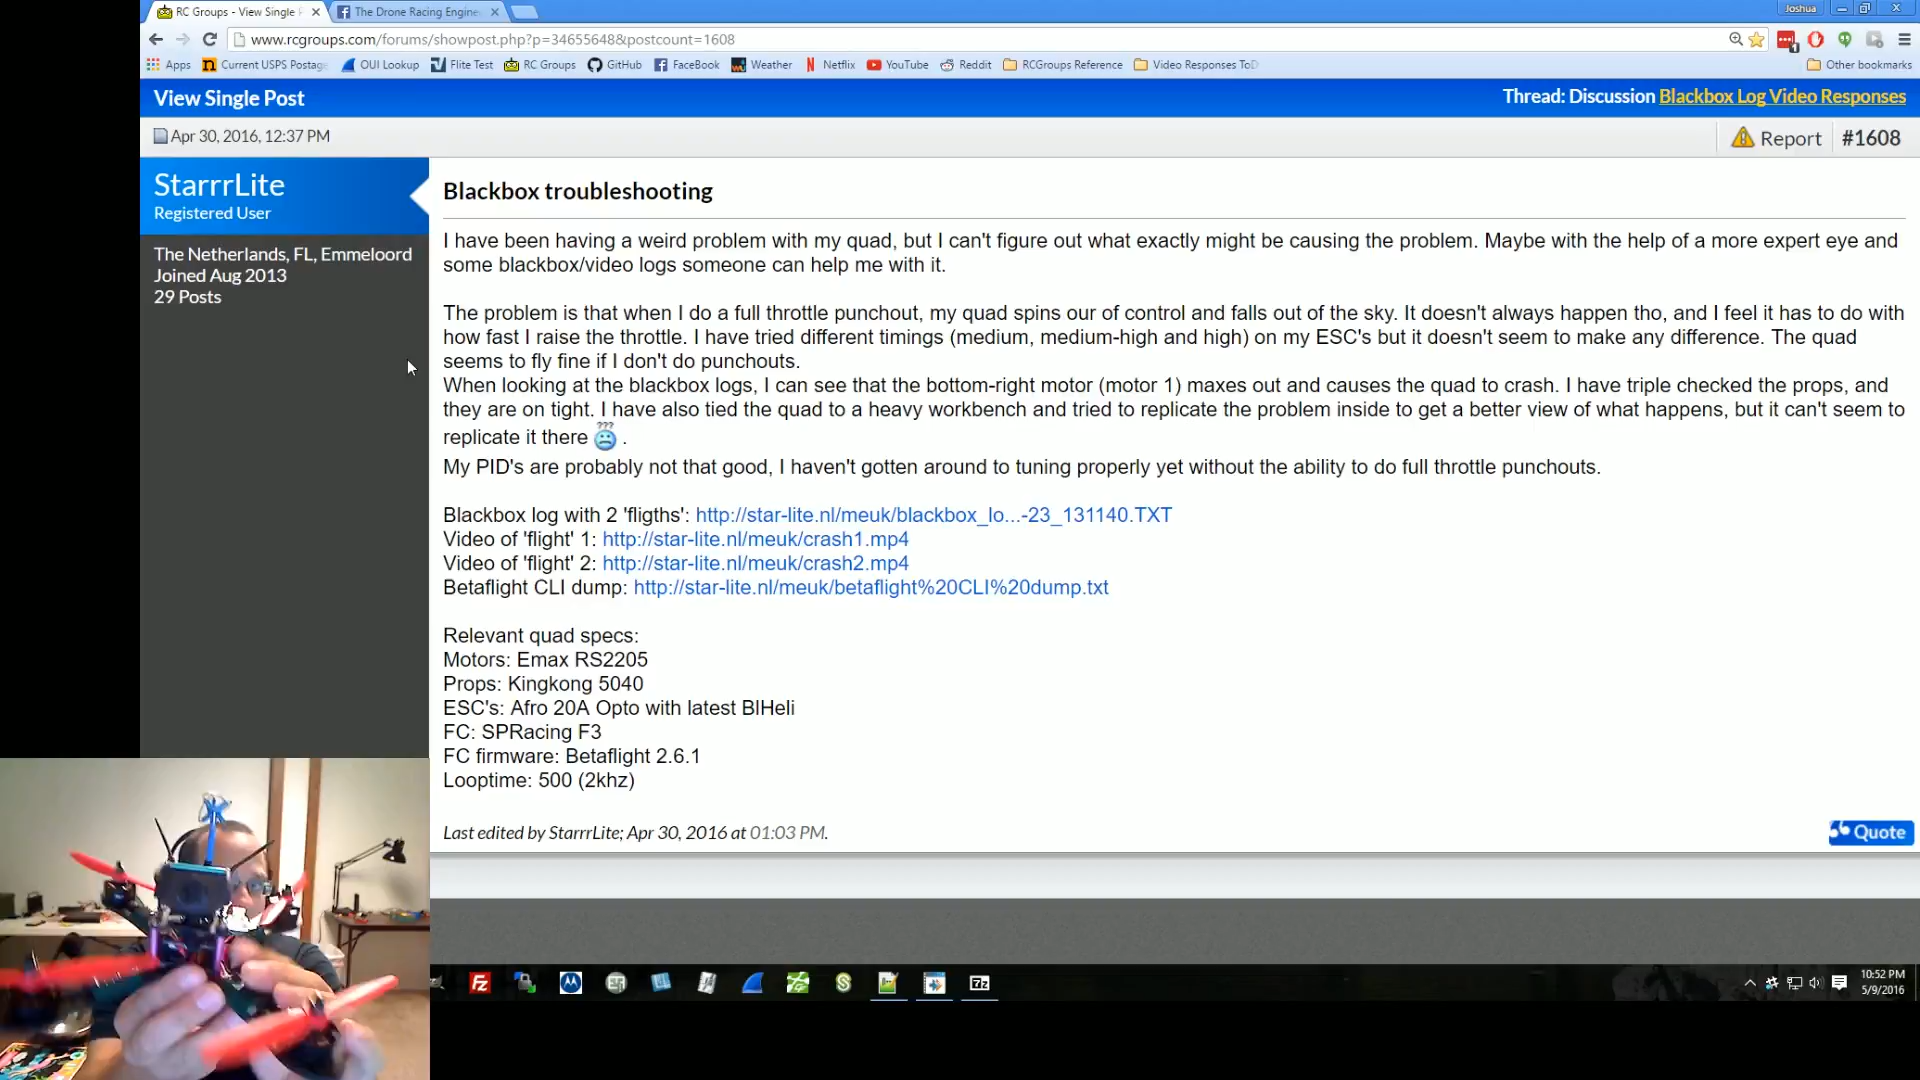 RC Groups - View Single P
The Drone Racing Engine
Joshua
www.rcgroups.com/forums/showpost.php?p=34655648&postcount=1608
Apps
Current USPS Postage
OUI Lookup
Flite Test
RC Groups
GitHub
FaceBook
Weather
Netflix
YouTube
Reddit
RCGroups Reference
Video Responses ToD
Other bookmarks
View Single Post
Thread: Discussion Blackbox Log Video Responses
Apr 30, 2016, 12:37 PM
Report #1608
StarrrLite
Registered User
The Netherlands, FL, Emmeloord
Joined Aug 2013
29 Posts
Blackbox troubleshooting
I have been having a weird problem with my quad, but I can't figure out what exactly might be causing the problem. Maybe with the help of a more expert eye and
some blackbox/video logs someone can help me with it.
The problem is that when I do a full throttle punchout, my quad spins our of control and falls out of the sky. It doesn't always happen tho, and I feel it has to do with
how fast I raise the throttle. I have tried different timings (medium, medium-high and high) on my ESC's but it doesn't seem to make any difference. The quad
seems to fly fine if I don't do punchouts.
When looking at the blackbox logs, I can see that the bottom-right motor (motor 1) maxes out and causes the quad to crash. I have triple checked the props, and
they are on tight. I have also tied the quad to a heavy workbench and tried to replicate the problem inside to get a better view of what happens, but it can't seem to
replicate it there ??? .
My PID's are probably not that good, I haven't gotten around to tuning properly yet without the ability to do full throttle punchouts.
Blackbox log with 2 'fligths': http://star-lite.nl/meuk/blackbox_lo...-23_131140.TXT
Video of 'flight' 1: http://star-lite.nl/meuk/crash1.mp4
Video of 'flight' 2: http://star-lite.nl/meuk/crash2.mp4
Betaflight CLI dump: http://star-lite.nl/meuk/betaflight%20CLI%20dump.txt
Relevant quad specs:
Motors: Emax RS2205
Props: Kingkong 5040
ESC's: Afro 20A Opto with latest BlHeli
FC: SPRacing F3
FC firmware: Betaflight 2.6.1
Looptime: 500 (2khz)
Last edited by StarrrLite; Apr 30, 2016 at 01:03 PM.
Quote
10:52 PM
5/9/2016